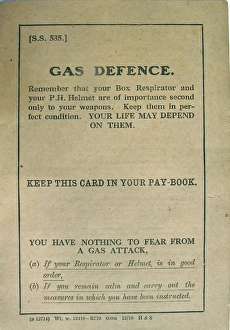 [S.S. 535.]
GAS DEFENCE.
Remember that your Box Respirator and
your P.H. Helmet are of importance second
only to your weapons. Keep them in per-
fect condition. YOUR LIFE MAY DEPEND
ON THEM.
KEEP THIS CARD IN YOUR PAY-BOOK.
YOU HAVE NOTHING TO FEAR FROM
A GAS ATTACK,
(a) If your Respirator or Helmet is in good
order,
(b) If you remain calm and carry out the
measures in which you have been instructed.
12/16 H & S